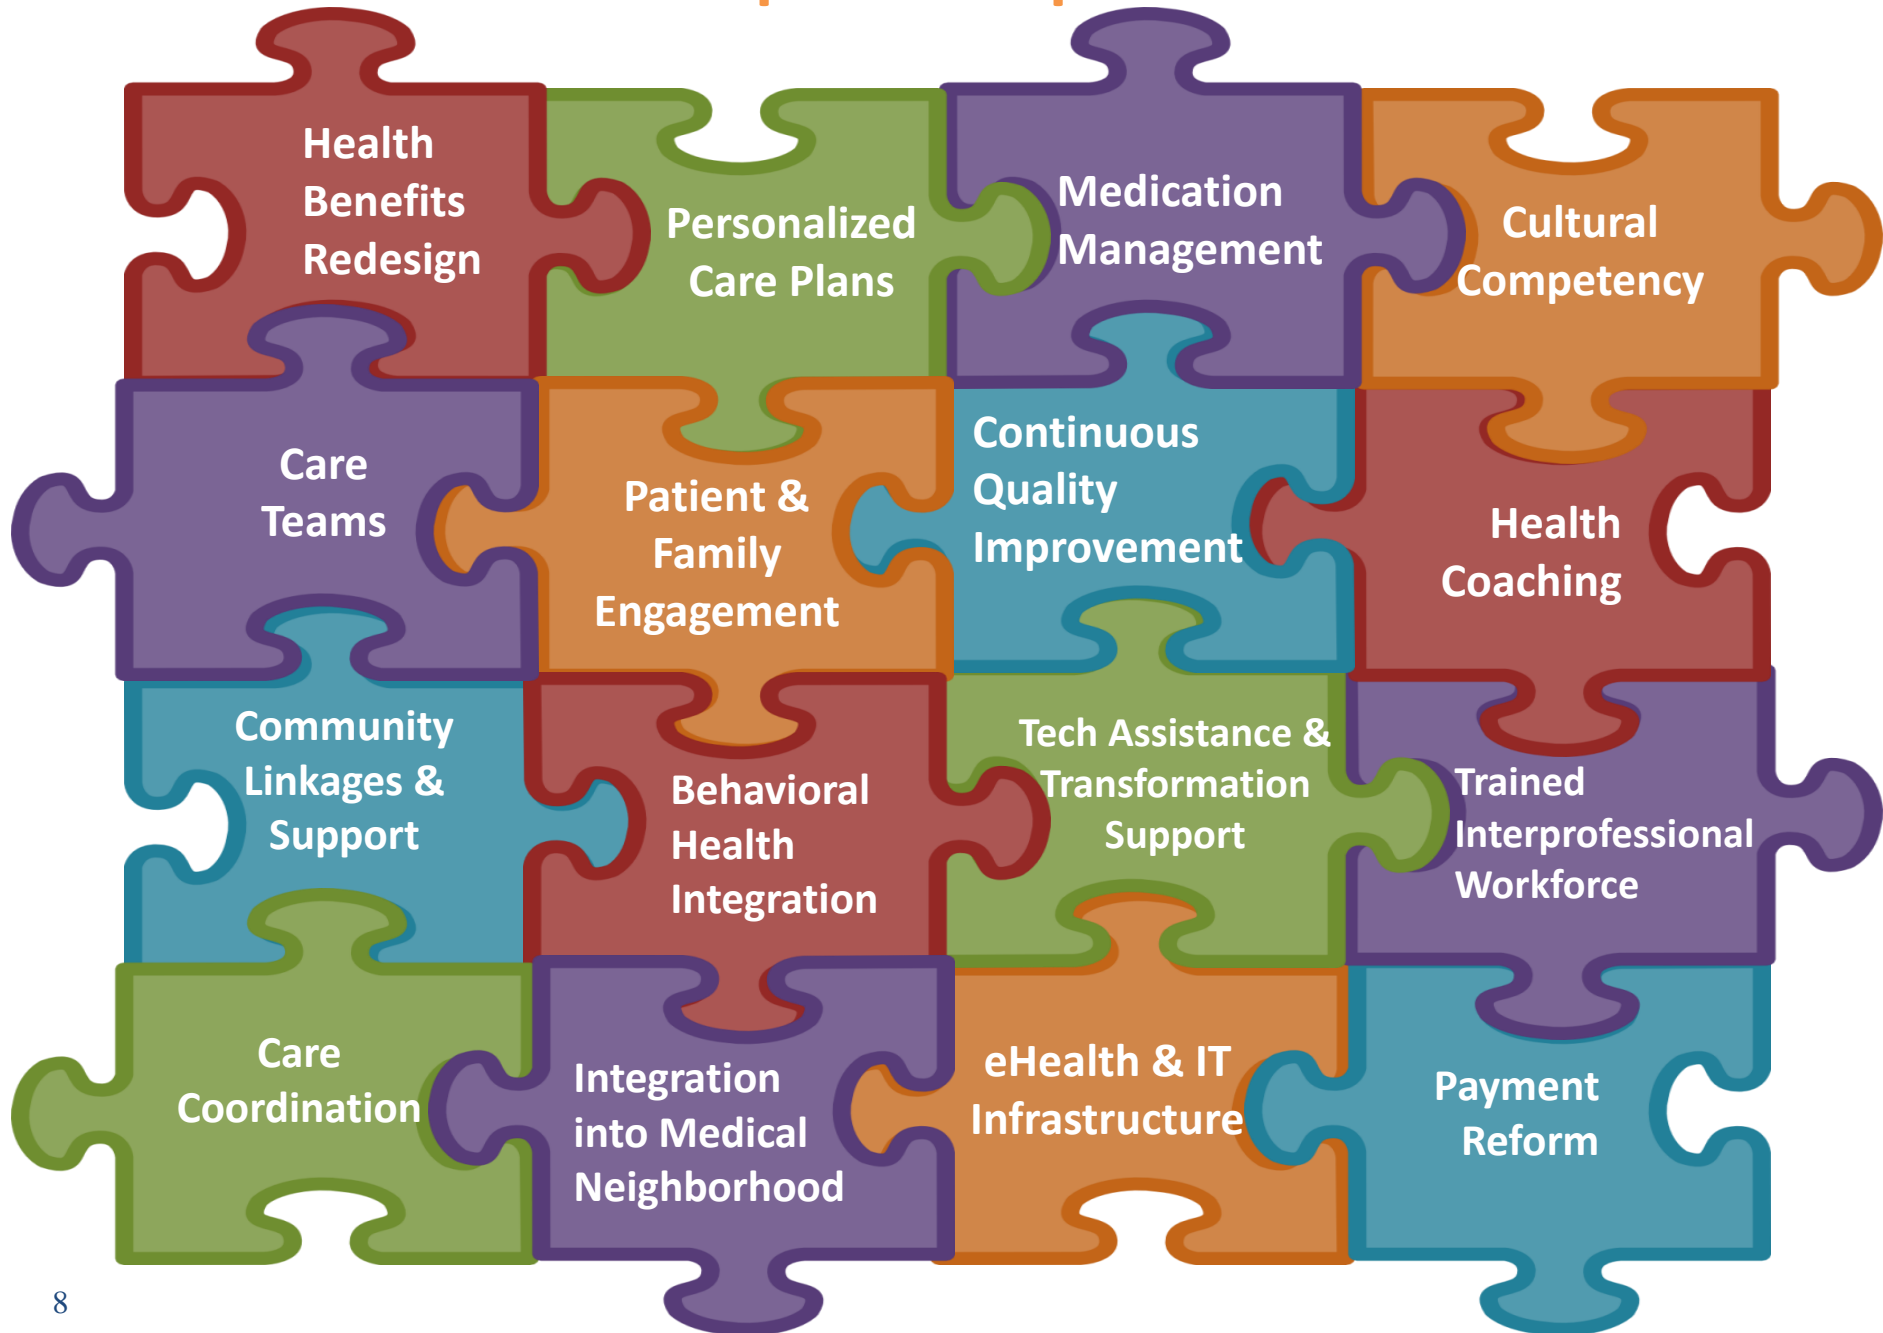 Health
Benefits
Redesign
Personalized
Care Plans
Medication
Management
Cultural
Competency
Care
Teams
Patient &
Family
Engagement
Continuous
Quality
Improvement
Health
Coaching
Community
Linkages &
Support
Behavioral
Health
Integration
Tech Assistance &
Transformation
Support
Trained
Interprofessional
Workforce
Care
Coordination
Integration
into Medical
Neighborhood
eHealth & IT
Infrastructure
Payment
Reform
8